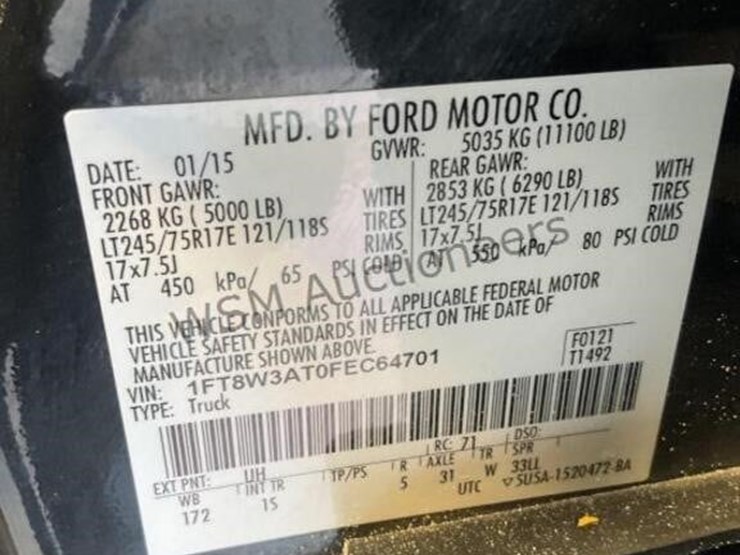 MFD. BY FORD MOTOR CO.
DATE: 01/15 GVWR: 5035 KG (11100 LB)
FRONT GAWR: REAR GAWR:
2268 KG ( 5000 LB) WITH 2853 KG ( 6290 LB) WITH
LT245/75R17E 121/118S TIRES LT245/75R17E 121/118S TIRES
17x7.5J RIMS 17x7.5J RIMS
AT 450 kPa/ 65 PSI COLD AT 550 kPa/ 80 PSI COLD
WSM Auctioneers
THIS VEHICLE CONFORMS TO ALL APPLICABLE FEDERAL MOTOR
VEHICLE SAFETY STANDARDS IN EFFECT ON THE DATE OF
MANUFACTURE SHOWN ABOVE.
VIN: 1FT8W3AT0FEC64701 F0121
TYPE: Truck T1492
EXT PNT: UH RC: 71 DSO:
WB INT TR TP/PS R AXLE TR SPR
172 1S 5 31 W 33LL
UTC 5U5A-1520472-BA